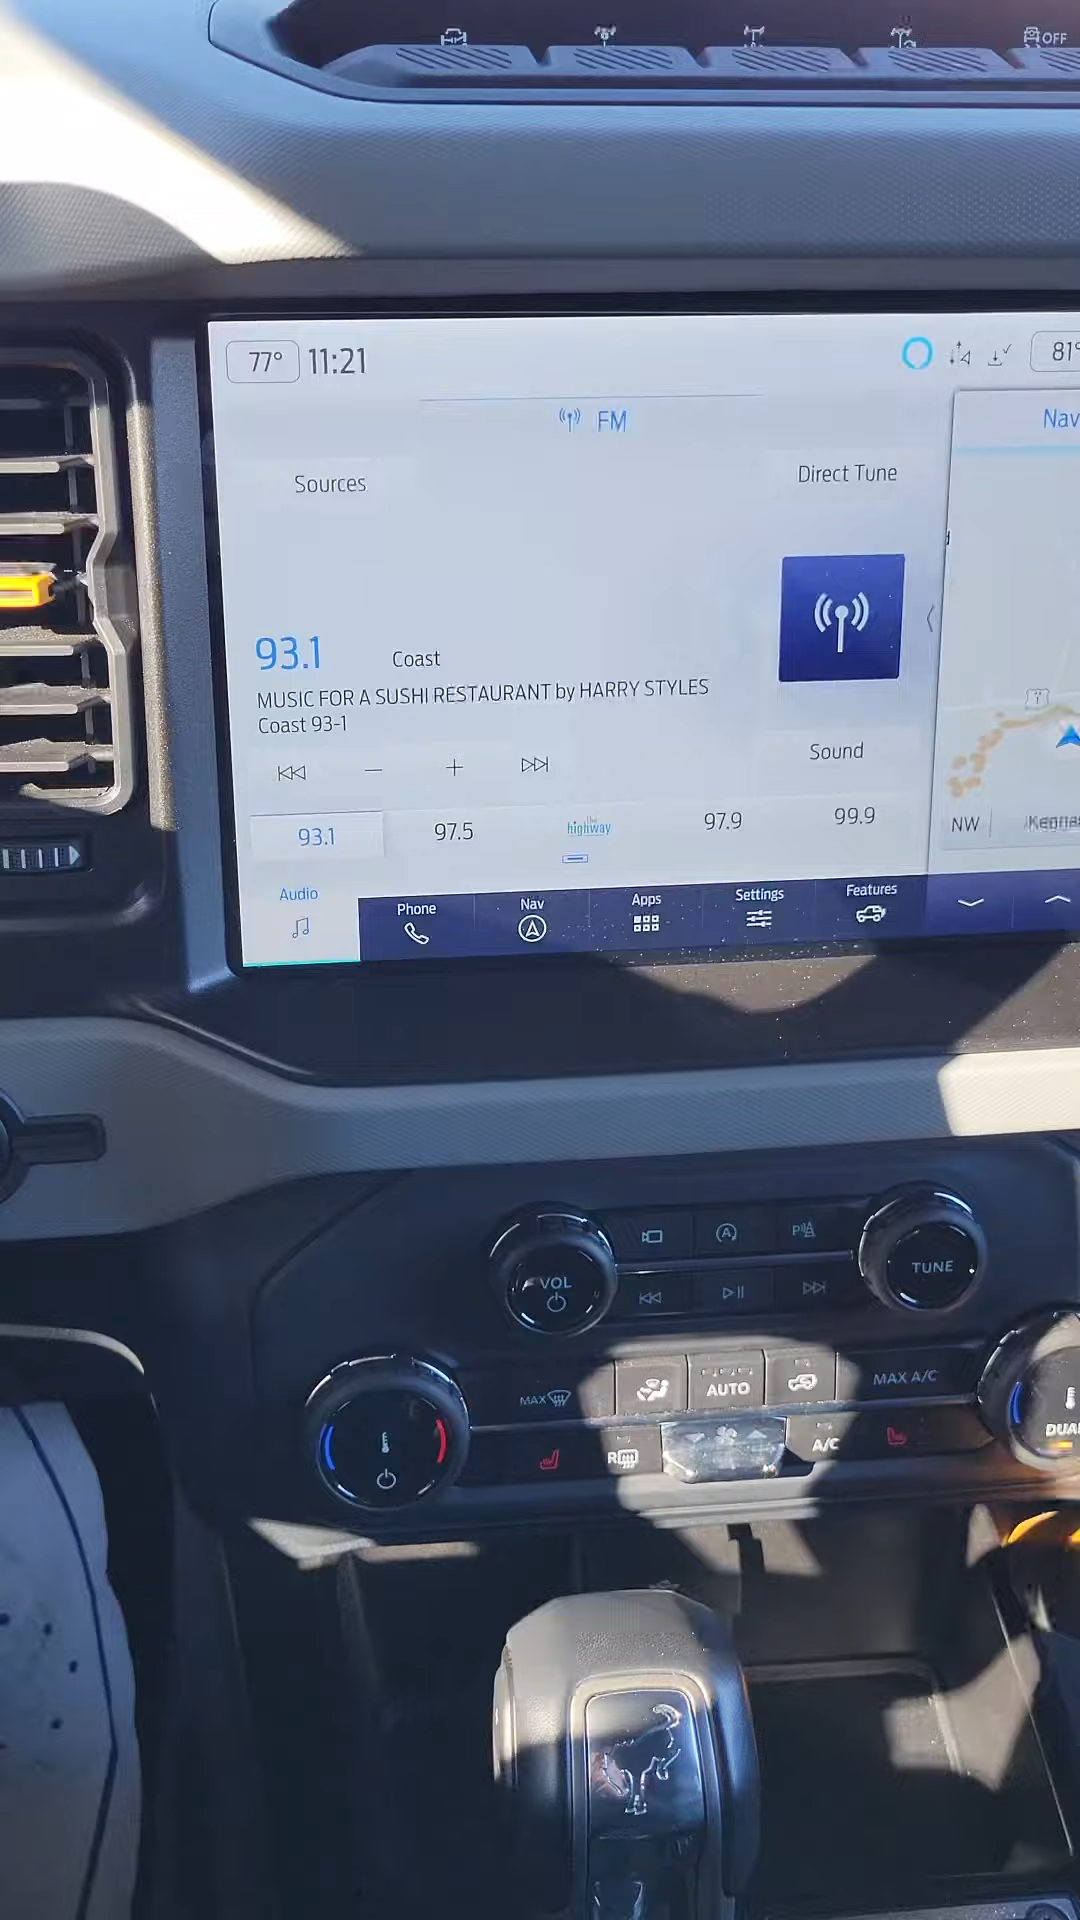 OFF
77° 11:21
81°
FM
Nav
Sources
Direct Tune
93.1 Coast
MUSIC FOR A SUSHI RESTAURANT by HARRY STYLES
Coast 93-1
Sound
93.1 97.5 the highway 97.9 99.9
NW
Audio Phone Nav Apps Settings Features
VOL
TUNE
MAX AUTO MAX A/C
R A/C
DUAL